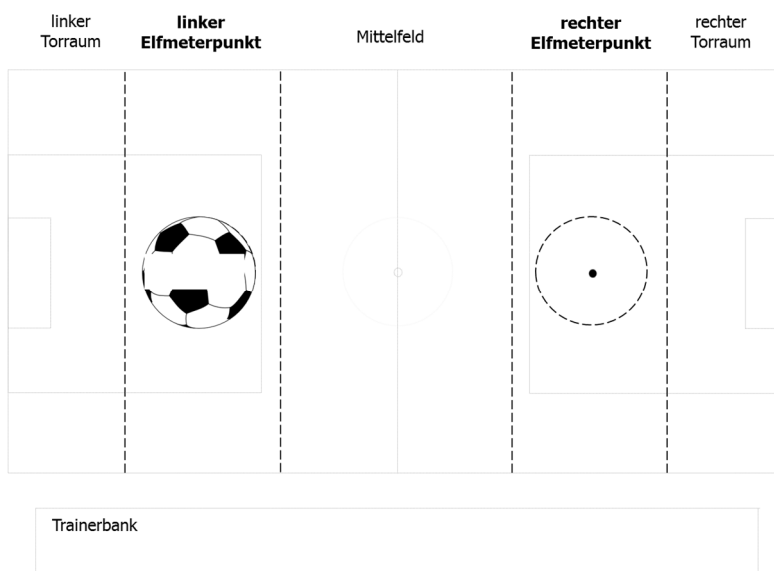 linker
Torraum
linker
Elfmeterpunkt
Mittelfeld
rechter
Elfmeterpunkt
rechter
Torraum
Trainerbank